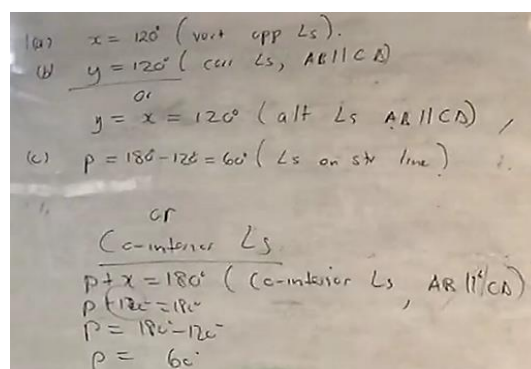 1(a) x = 120° (vert opp ∠s).
(b) y = 120° (corr ∠s, AB//CD)
or
y = x = 120° (alt ∠s AB//CD),
(c) p = 180 - 120 = 60° (∠s on str line)
or
Co-interior ∠s
p + x = 180° (Co-interior ∠s, AB//CD)
p + 120° = 180°
p = 180° - 120°
p = 60°